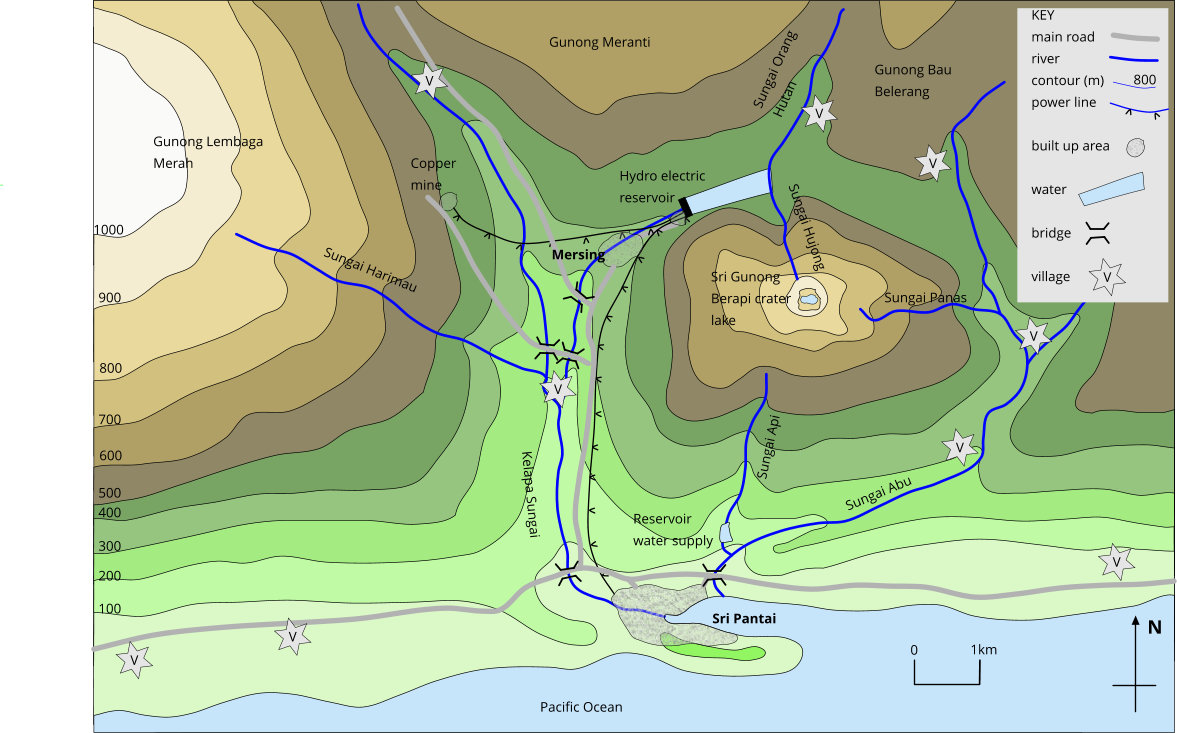 KEY
main road
river
contour (m) 800
power line
built up area
water
bridge
village
V
Gunong Meranti
Sungai Orang
Hutan
Gunong Bau
Belerang
V
V
V
Gunong Lembaga
Merah
Copper
mine
Hydro electric
reservoir
Sungai Hujong
1000
Sungai Harimau
Mersing
Sri Gunong
Berapi crater
lake
Sungai Panas
900
V
800
V
700
Sungai Api
V
600
500
Kelapa Sungai
Sungai Abu
400
Reservoir
water supply
300
V
200
100
Sri Pantai
N
V
V
0 1km
Pacific Ocean